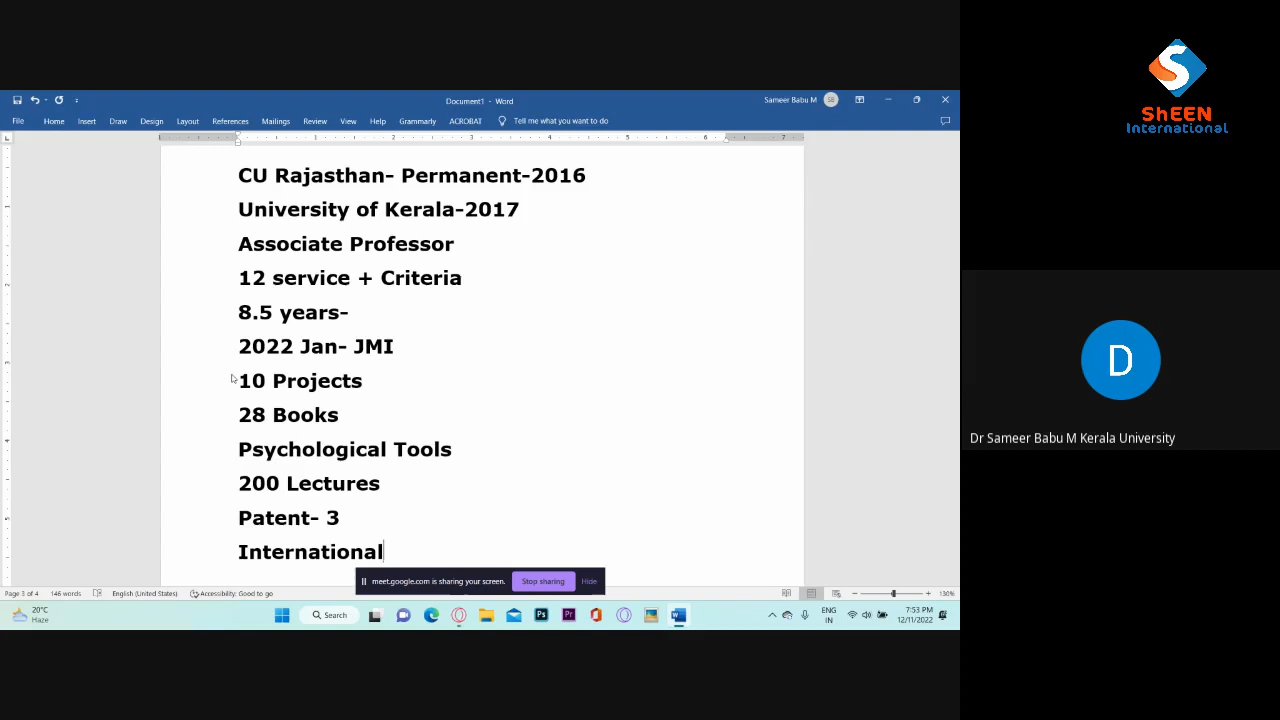 Document1 - Word
Sameer Babu M
SB
File Home Insert Draw Design Layout References Mailings Review View Help Grammarly ACROBAT Tell me what you want to do
CU Rajasthan- Permanent-2016
University of Kerala-2017
Associate Professor
12 service + Criteria
8.5 years-
2022 Jan- JMI
10 Projects
28 Books
Psychological Tools
200 Lectures
Patent- 3
International
meet.google.com is sharing your screen. Stop sharing Hide
Page 3 of 4 146 words English (United States) Accessibility: Good to go 130%
20°C
Haze
Search
ENG
IN
7:53 PM
12/11/2022
S
ShEEN
International
D
Dr Sameer Babu M Kerala University